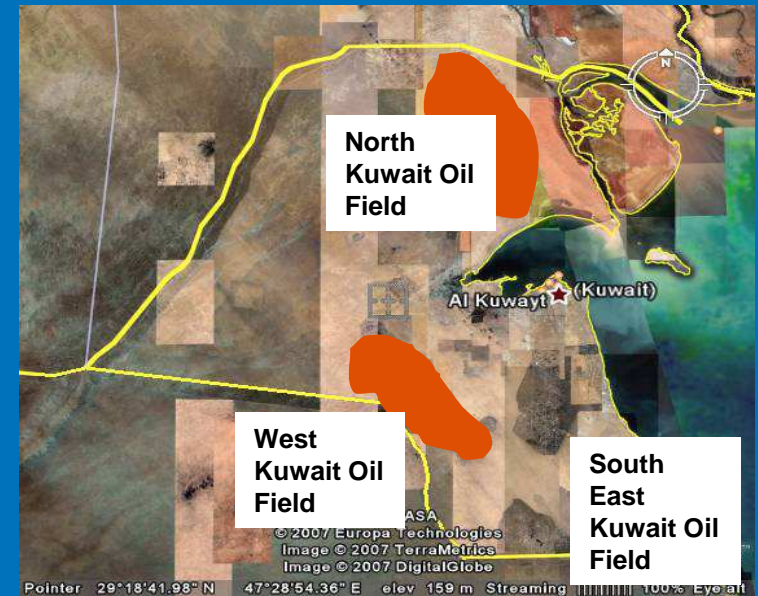 N
North
Kuwait Oil
Field
Al Kuwayt (Kuwait)
West
Kuwait Oil
Field
South
East
Kuwait Oil
Field
ASA
© 2007 Europa Technologies
Image © 2007 TerraMetrics
Image © 2007 DigitalGlobe
Pointer 29°18'41.98" N 47°28'54.36" E elev 159 m Streaming 100% Eye alt